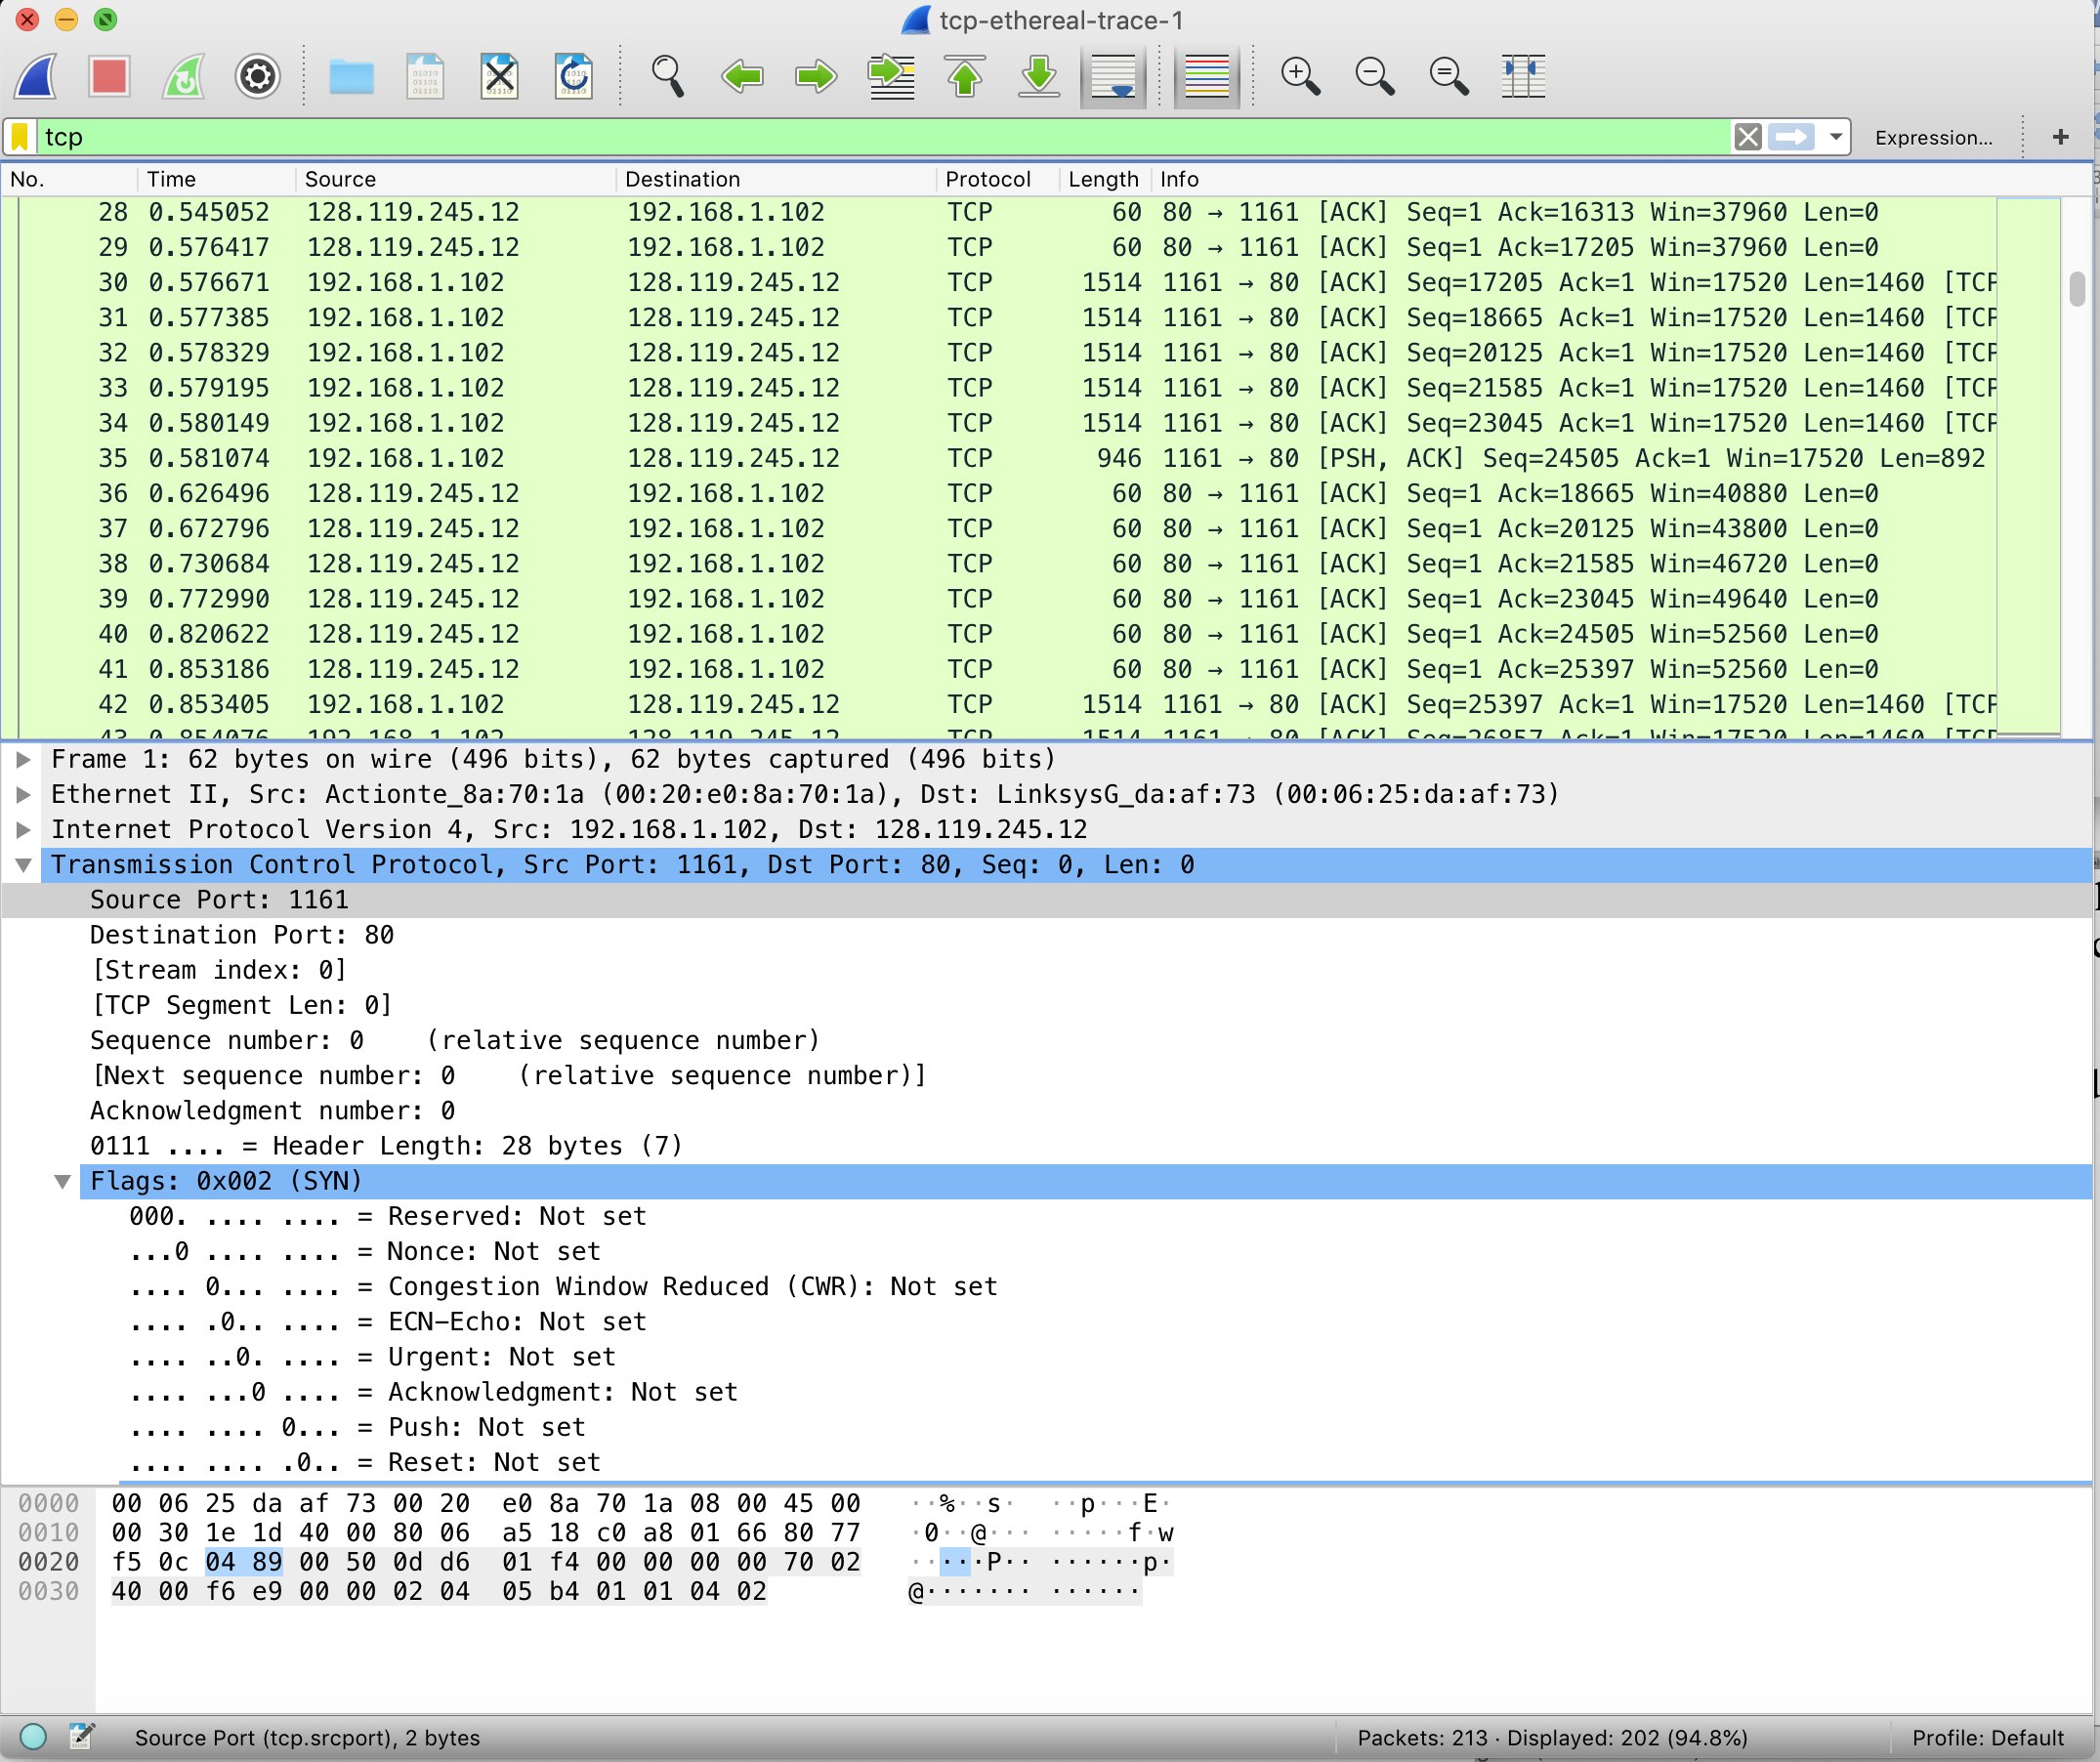 tcp-ethereal-trace-1
tcp
Expression...
+
No. Time Source Destination Protocol Length Info
28 0.545052 128.119.245.12 192.168.1.102 TCP 60 80 → 1161 [ACK] Seq=1 Ack=16313 Win=37960 Len=0
29 0.576417 128.119.245.12 192.168.1.102 TCP 60 80 → 1161 [ACK] Seq=1 Ack=17205 Win=37960 Len=0
30 0.576671 192.168.1.102 128.119.245.12 TCP 1514 1161 → 80 [ACK] Seq=17205 Ack=1 Win=17520 Len=1460 [TCP
31 0.577385 192.168.1.102 128.119.245.12 TCP 1514 1161 → 80 [ACK] Seq=18665 Ack=1 Win=17520 Len=1460 [TCP
32 0.578329 192.168.1.102 128.119.245.12 TCP 1514 1161 → 80 [ACK] Seq=20125 Ack=1 Win=17520 Len=1460 [TCP
33 0.579195 192.168.1.102 128.119.245.12 TCP 1514 1161 → 80 [ACK] Seq=21585 Ack=1 Win=17520 Len=1460 [TCP
34 0.580149 192.168.1.102 128.119.245.12 TCP 1514 1161 → 80 [ACK] Seq=23045 Ack=1 Win=17520 Len=1460 [TCP
35 0.581074 192.168.1.102 128.119.245.12 TCP 946 1161 → 80 [PSH, ACK] Seq=24505 Ack=1 Win=17520 Len=892
36 0.626496 128.119.245.12 192.168.1.102 TCP 60 80 → 1161 [ACK] Seq=1 Ack=18665 Win=40880 Len=0
37 0.672796 128.119.245.12 192.168.1.102 TCP 60 80 → 1161 [ACK] Seq=1 Ack=20125 Win=43800 Len=0
38 0.730684 128.119.245.12 192.168.1.102 TCP 60 80 → 1161 [ACK] Seq=1 Ack=21585 Win=46720 Len=0
39 0.772990 128.119.245.12 192.168.1.102 TCP 60 80 → 1161 [ACK] Seq=1 Ack=23045 Win=49640 Len=0
40 0.820622 128.119.245.12 192.168.1.102 TCP 60 80 → 1161 [ACK] Seq=1 Ack=24505 Win=52560 Len=0
41 0.853186 128.119.245.12 192.168.1.102 TCP 60 80 → 1161 [ACK] Seq=1 Ack=25397 Win=52560 Len=0
42 0.853405 192.168.1.102 128.119.245.12 TCP 1514 1161 → 80 [ACK] Seq=25397 Ack=1 Win=17520 Len=1460 [TCP
43 0.854076 192.168.1.102 128.119.245.12 TCP 1514 1161 → 80 [ACK] Seq=26857 Ack=1 Win=17520 Len=1460 [TCP
Frame 1: 62 bytes on wire (496 bits), 62 bytes captured (496 bits)
Ethernet II, Src: Actionte_8a:70:1a (00:20:e0:8a:70:1a), Dst: LinksysG_da:af:73 (00:06:25:da:af:73)
Internet Protocol Version 4, Src: 192.168.1.102, Dst: 128.119.245.12
Transmission Control Protocol, Src Port: 1161, Dst Port: 80, Seq: 0, Len: 0
Source Port: 1161
Destination Port: 80
[Stream index: 0]
[TCP Segment Len: 0]
Sequence number: 0    (relative sequence number)
[Next sequence number: 0    (relative sequence number)]
Acknowledgment number: 0
0111 .... = Header Length: 28 bytes (7)
Flags: 0x002 (SYN)
000. .... .... = Reserved: Not set
...0 .... .... = Nonce: Not set
.... 0... .... = Congestion Window Reduced (CWR): Not set
.... .0.. .... = ECN-Echo: Not set
.... ..0. .... = Urgent: Not set
.... ...0 .... = Acknowledgment: Not set
.... .... 0... = Push: Not set
.... .... .0.. = Reset: Not set
0000 00 06 25 da af 73 00 20 e0 8a 70 1a 08 00 45 00 ··%··s· ··p···E·
0010 00 30 1e 1d 40 00 80 06 a5 18 c0 a8 01 66 80 77 ·0··@··· ·····f·w
0020 f5 0c 04 89 00 50 0d d6 01 f4 00 00 00 00 70 02 ·····P·· ······p·
0030 40 00 f6 e9 00 00 02 04 05 b4 01 01 04 02 @······· ······
Source Port (tcp.srcport), 2 bytes
Packets: 213 · Displayed: 202 (94.8%)
Profile: Default